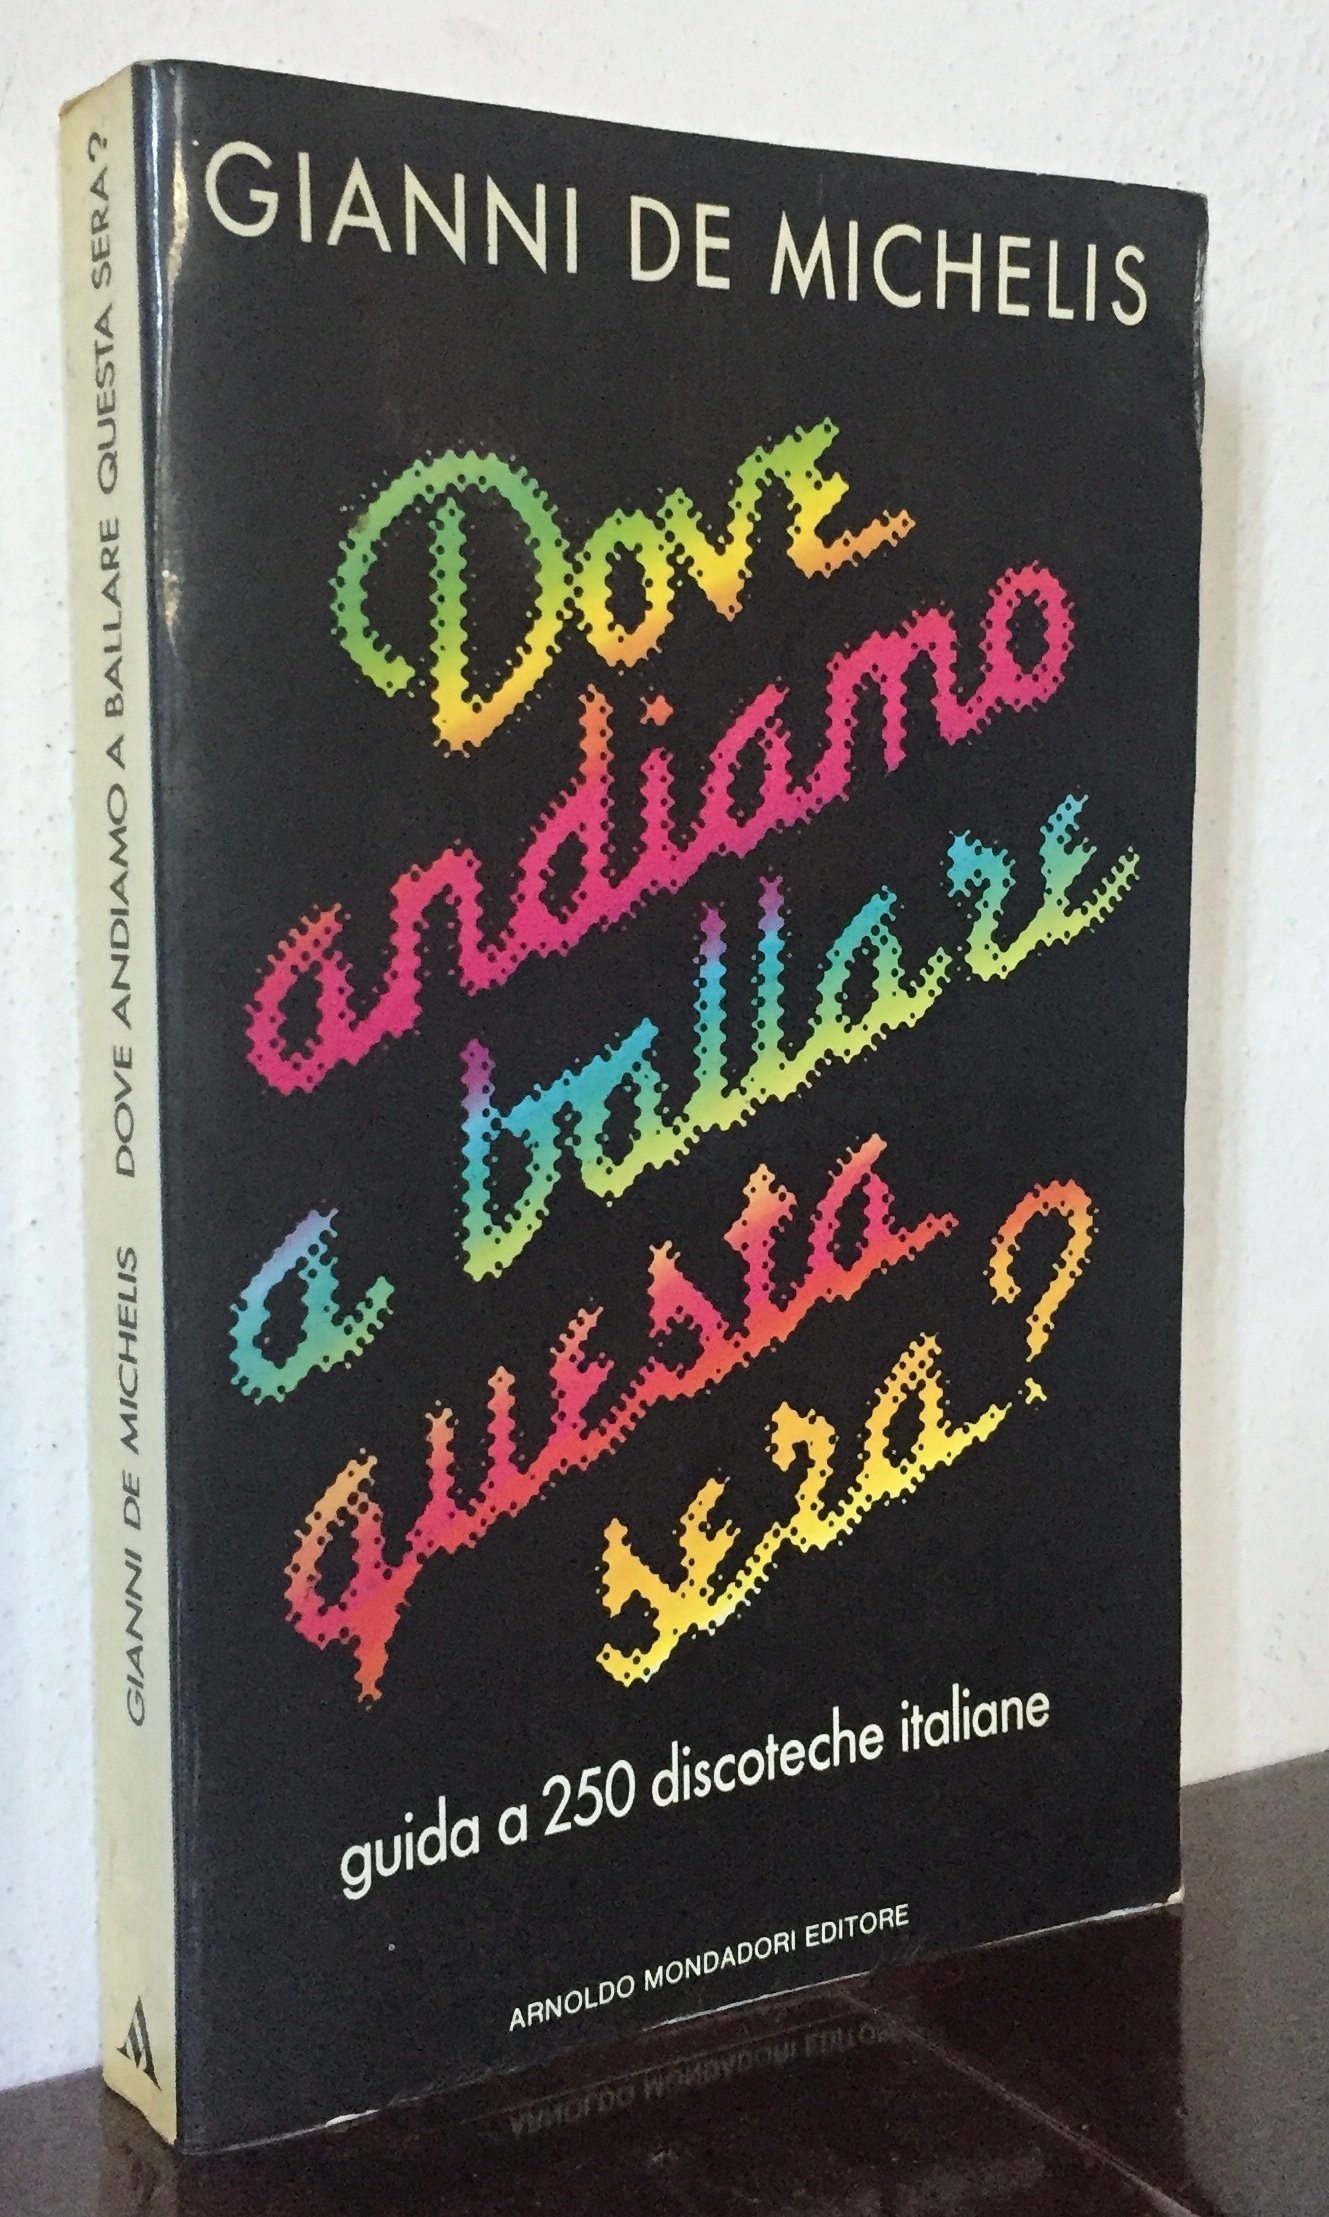 GIANNI DE MICHELIS DOVE ANDIAMO A BALLARE QUESTA SERA?
GIANNI DE MICHELIS
Dove
andiamo
a ballare
questa
sera?
guida a 250 discoteche italiane
ARNOLDO MONDADORI EDITORE